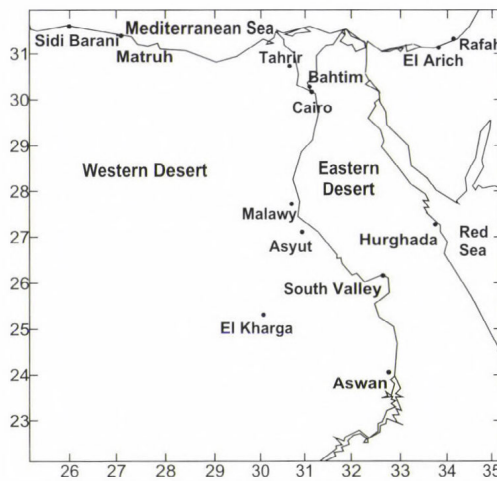 Mediterranean Sea
Sidi Barani
Matruh
Tahrir
Bahtim
Cairo
El Arich
Rafah
Western Desert
Eastern
Desert
Malawy
Asyut
Hurghada
Red
Sea
South Valley
El Kharga
Aswan
31
30
29
28
27
26
25
24
23
26 27 28 29 30 31 32 33 34 35